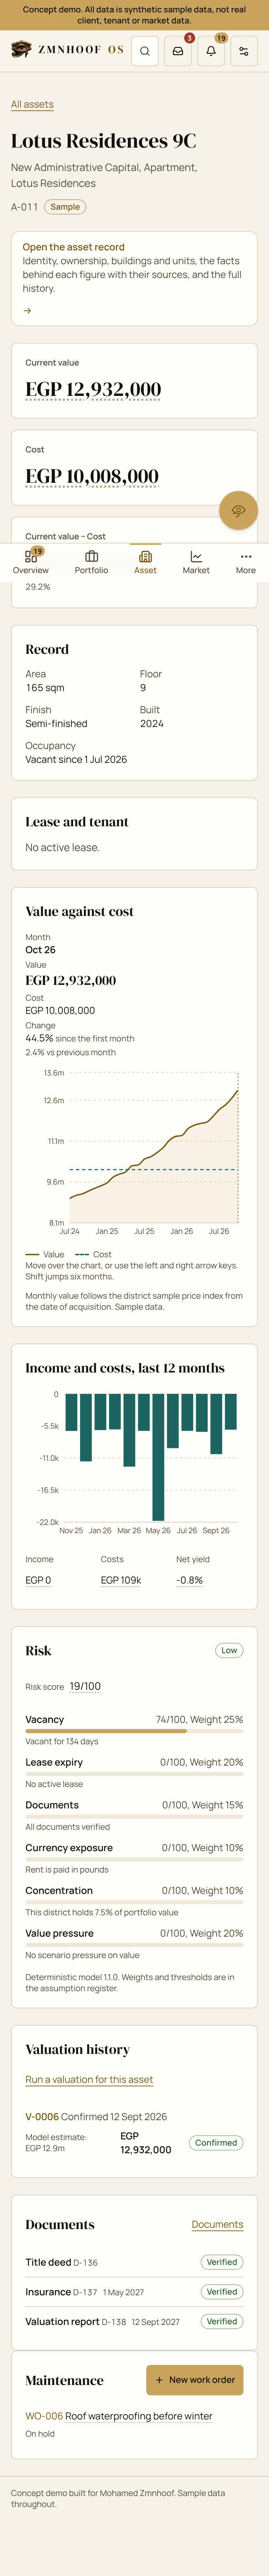 Concept demo. All data is synthetic sample data, not real
client, tenant or market data.
ZMNHOOF OS
3
19
All assets
Lotus Residences 9C
New Administrative Capital, Apartment,
Lotus Residences
A-011 Sample
Open the asset record
Identity, ownership, building and units, the facts
behind each figure with their sources, and the full
history.
→
Current value
EGP 12,932,000
Cost
EGP 10,008,000
Current value − Cost
19
Overview Portfolio Asset Market More
29.2%
Record
Area Floor
165 sqm 9
Finish Built
Semi-finished 2024
Occupancy
Vacant since 1 Jul 2026
Lease and tenant
No active lease.
Value against cost
Month
Oct 26
Value
EGP 12,932,000
Cost
EGP 10,008,000
Change
44.5% since the first month
2.4% vs previous month
13.6m
12.6m
11.1m
9.6m
8.1m
Jul 24 Jan 25 Jul 25 Jan 26 Jul 26
Value Cost
Move over the chart, or use the left and right arrow keys.
Shift jumps six months.
Monthly value follows the district sample price index from
the date of acquisition. Sample data.
Income and costs, last 12 months
0
-5.5k
-11.0k
-16.5k
-22.0k
Nov 25 Jan 26 Mar 26 May 26 Jul 26 Sept 26
Income Costs Net yield
EGP 0 EGP 109k -0.8%
Risk Low
Risk score 19/100
Vacancy 74/100, Weight 25%
Vacant for 134 days
Lease expiry 0/100, Weight 20%
No active lease
Documents 0/100, Weight 15%
All documents verified
Currency exposure 0/100, Weight 10%
Rent is paid in pounds
Concentration 0/100, Weight 10%
This district holds 7.5% of portfolio value
Value pressure 0/100, Weight 20%
No scenario pressure on value
Deterministic model 1.1.0. Weights and thresholds are in
the assumption register.
Valuation history
Run a valuation for this asset
V-0006 Confirmed 12 Sept 2026
Model estimate:
EGP 12.9m
EGP
12,932,000
Confirmed
Documents Documents
Title deed D-136 Verified
Insurance D-137 1 May 2027 Verified
Valuation report D-138 12 Sept 2027 Verified
Maintenance + New work order
WO-006 Roof waterproofing before winter
On hold
Concept demo built for Mohamed Zmnhoof. Sample data
throughout.